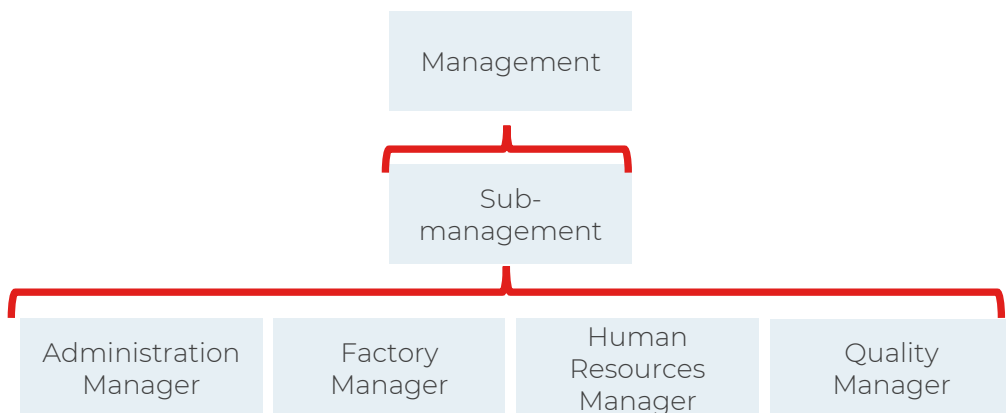 Management
Sub-
management
Administration
Manager
Factory
Manager
Human
Resources
Manager
Quality
Manager